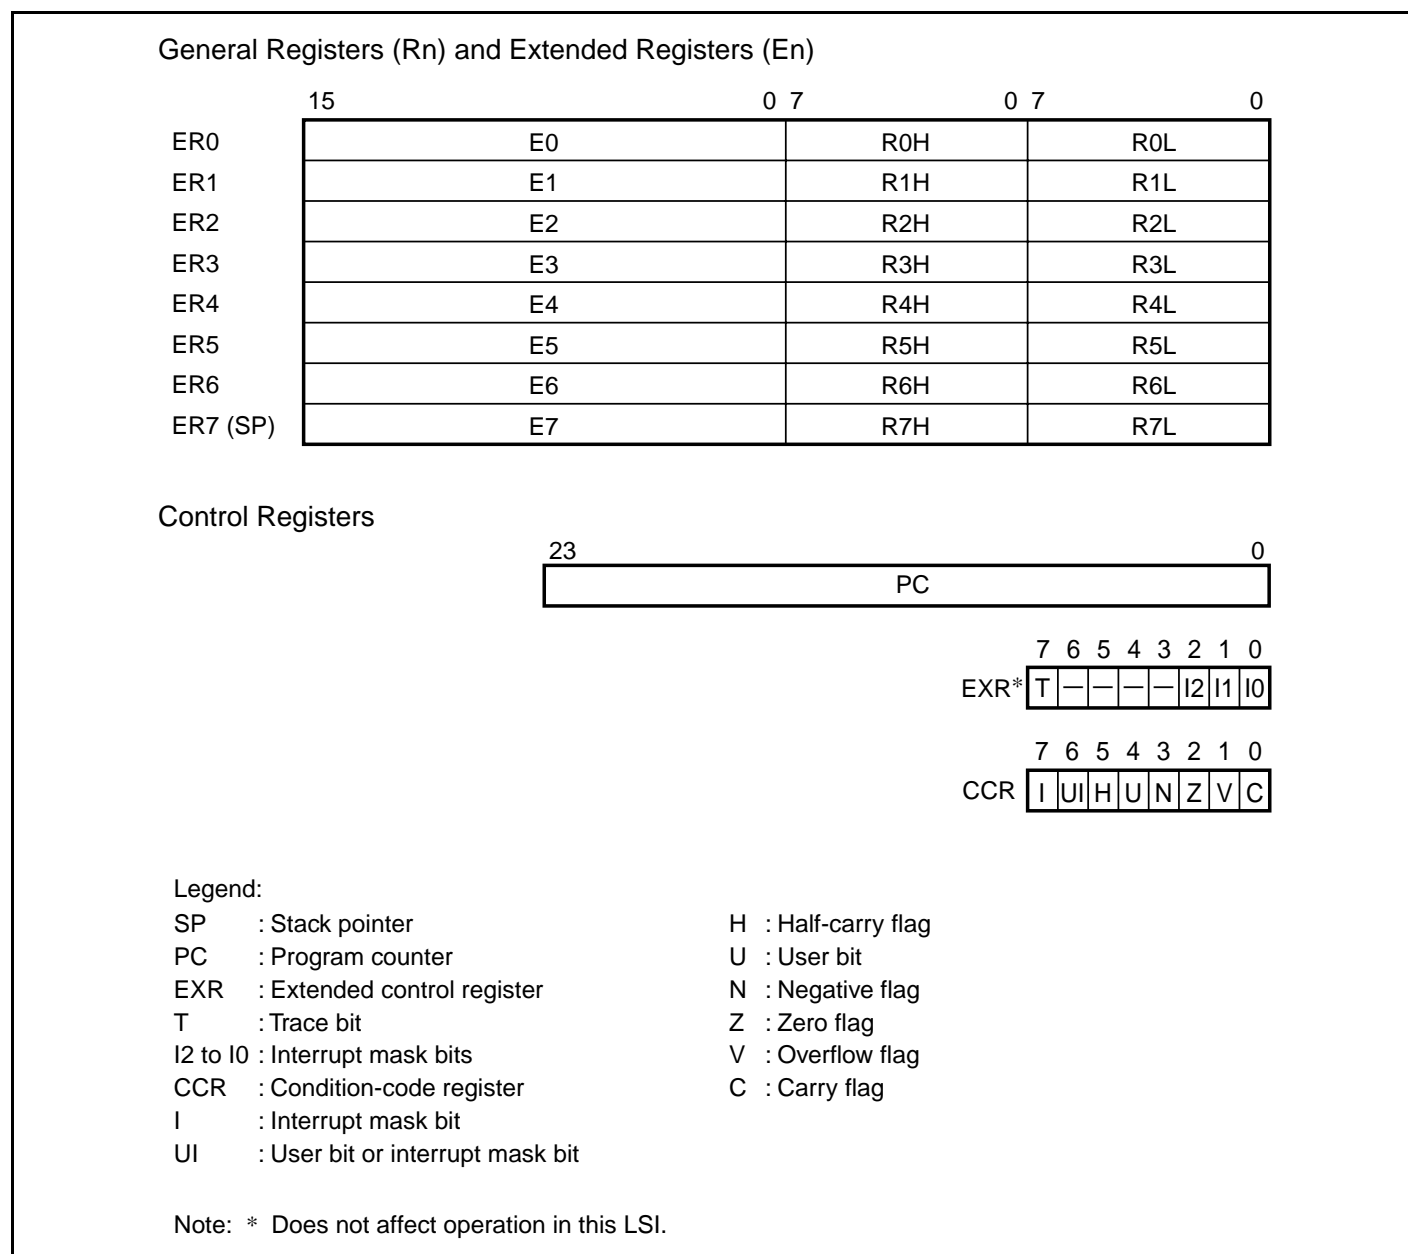 General Registers (Rn) and Extended Registers (En)
15 0 7 0 7 0
ER0 E0 R0H R0L
ER1 E1 R1H R1L
ER2 E2 R2H R2L
ER3 E3 R3H R3L
ER4 E4 R4H R4L
ER5 E5 R5H R5L
ER6 E6 R6H R6L
ER7 (SP) E7 R7H R7L
Control Registers
23 0
PC
7 6 5 4 3 2 1 0
EXR* T — — — — I2 I1 I0
7 6 5 4 3 2 1 0
CCR I UI H U N Z V C
Legend:
SP : Stack pointer
PC : Program counter
EXR : Extended control register
T : Trace bit
I2 to I0 : Interrupt mask bits
CCR : Condition-code register
I : Interrupt mask bit
UI : User bit or interrupt mask bit
H : Half-carry flag
U : User bit
N : Negative flag
Z : Zero flag
V : Overflow flag
C : Carry flag
Note: * Does not affect operation in this LSI.